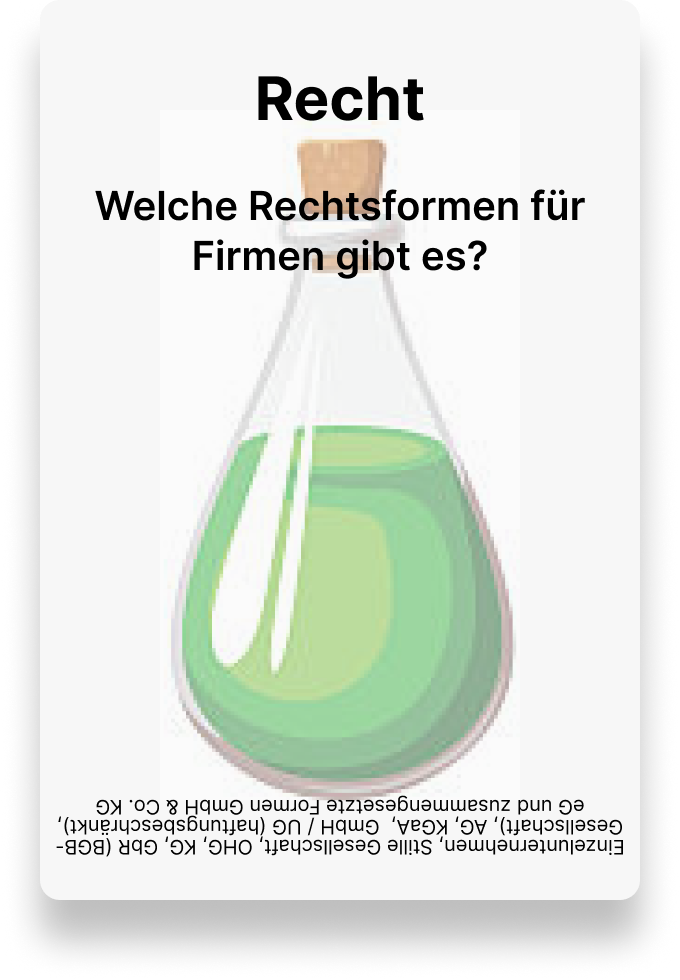 Recht
Welche Rechtsformen für
Firmen gibt es?
Einzelunternehmen, Stille Gesellschaft, OHG, KG, GbR (BGB-
Gesellschaft), AG, KGaA,  GmbH / UG (haftungsbeschränkt),
eG und zusammengesetzte Formen GmbH & Co. KG